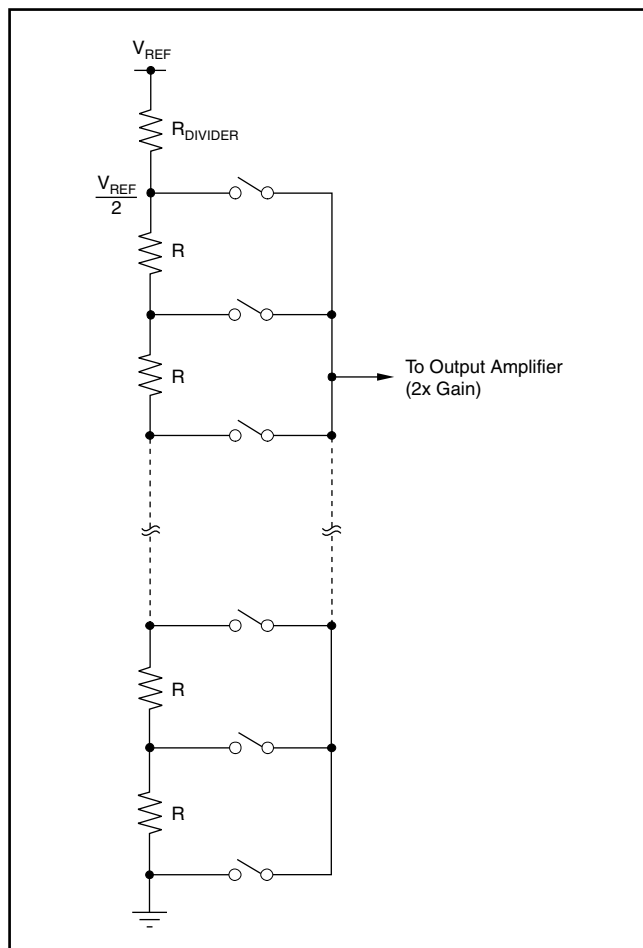 VREF
RDIVIDER
VREF
2
R
R
To Output Amplifier
(2x Gain)
R
R